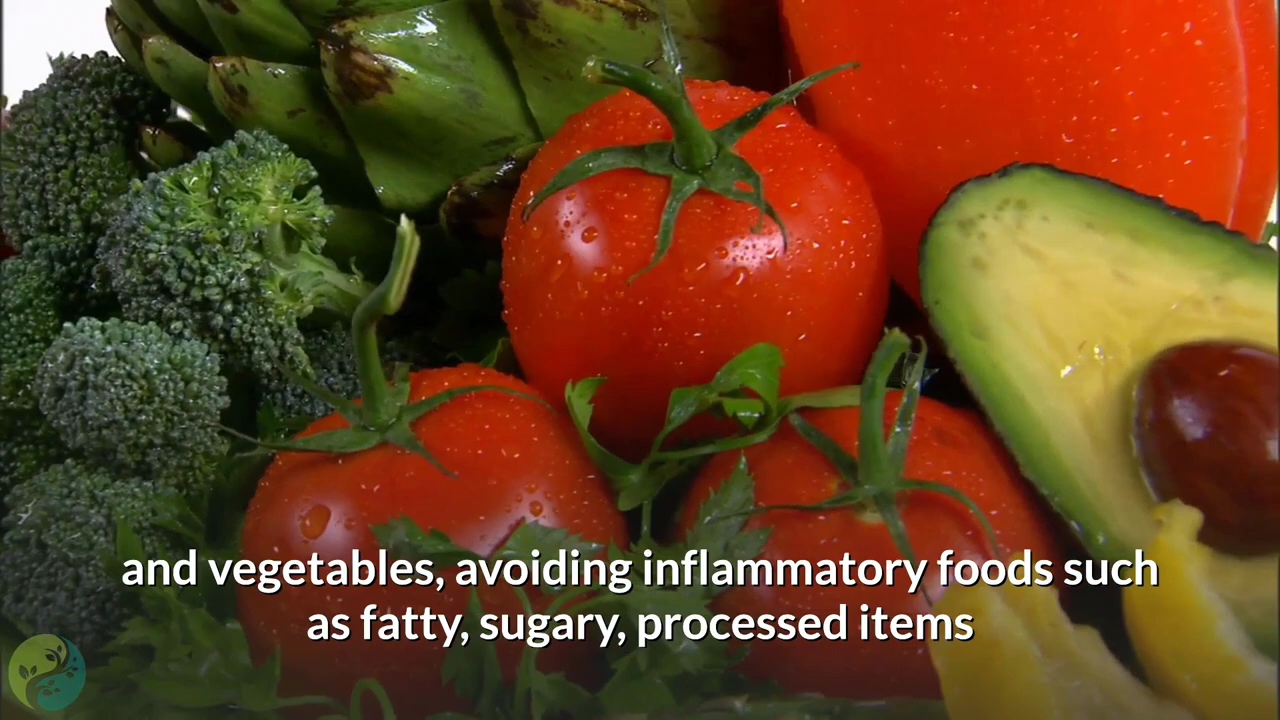 and vegetables, avoiding inflammatory foods such
as fatty, sugary, processed items